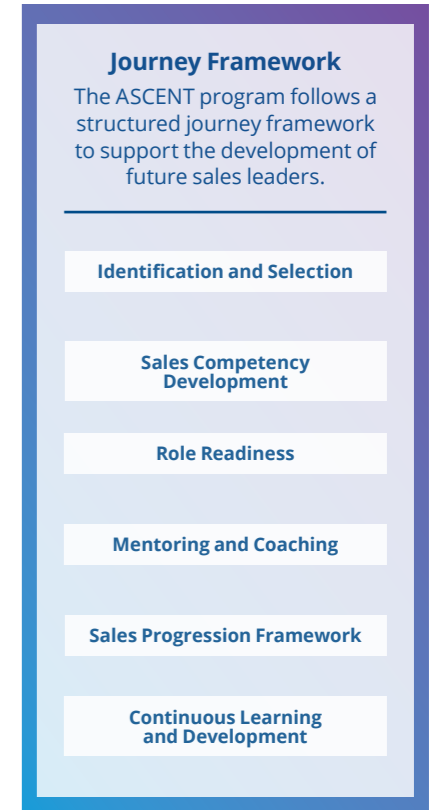 Journey Framework
The ASCENT program follows a
structured journey framework
to support the development of
future sales leaders.
Identification and Selection
Sales Competency
Development
Role Readiness
Mentoring and Coaching
Sales Progression Framework
Continuous Learning
and Development